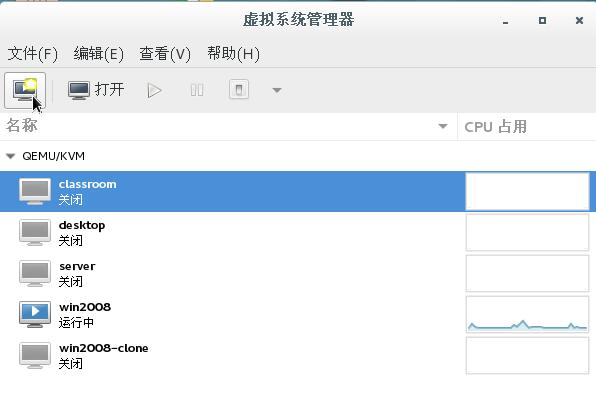 虚拟系统管理器
文件(F) 编辑(E) 查看(V) 帮助(H)
打开
名称 CPU 占用
QEMU/KVM
classroom
关闭
desktop
关闭
server
关闭
win2008
运行中
win2008-clone
关闭